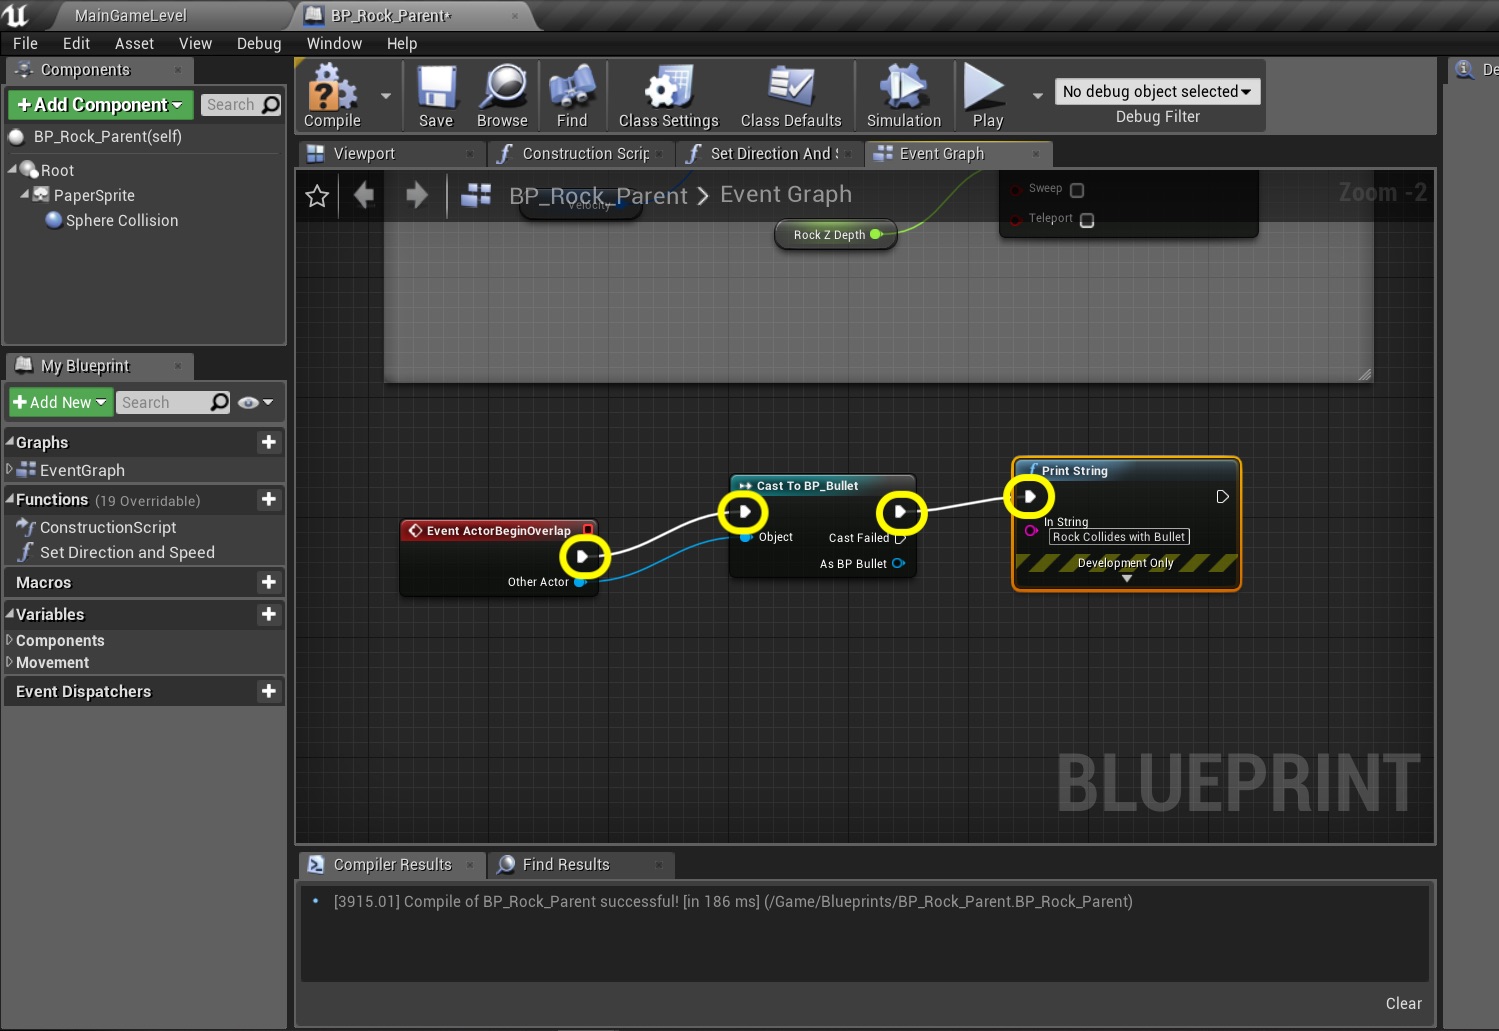 MainGameLevel
BP_Rock_Parent*
File Edit Asset View Debug Window Help
Components
+Add Component
Search
BP_Rock_Parent(self)
Root
PaperSprite
Sphere Collision
My Blueprint
+Add New
Search
Graphs
EventGraph
Functions (19 Overridable)
ConstructionScript
Set Direction and Speed
Macros
Variables
Components
Movement
Event Dispatchers
Compile
Save
Browse
Find
Class Settings
Class Defaults
Simulation
Play
No debug object selected
Debug Filter
De
Viewport
Construction Scrip
Set Direction And S
Event Graph
BP_Rock_Parent > Event Graph
Zoom -2
Velocity
Rock Z Depth
Sweep
Teleport
Event ActorBeginOverlap
Other Actor
Cast To BP_Bullet
Object
Cast Failed
As BP Bullet
Print String
In String
Rock Collides with Bullet
Development Only
BLUEPRINT
Compiler Results
Find Results
[3915.01] Compile of BP_Rock_Parent successful! [in 186 ms] (/Game/Blueprints/BP_Rock_Parent.BP_Rock_Parent)
Clear